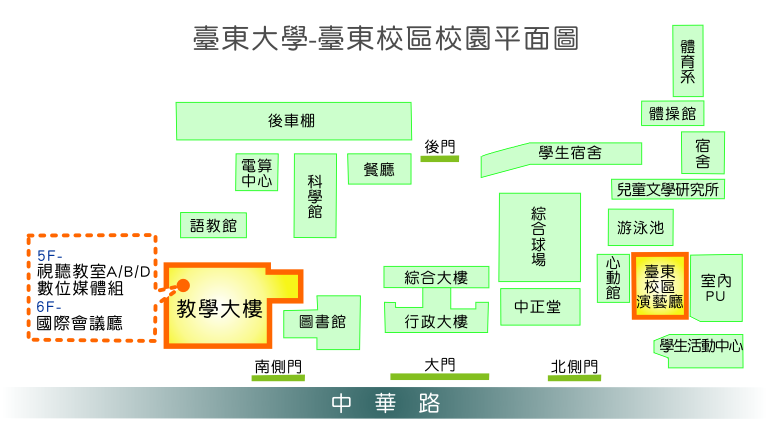 臺東大學-臺東校區校園平面圖
體育系
體操館
後車棚
後門
學生宿舍
宿舍
電算
中心
科學館
餐廳
兒童文學研究所
語教館
綜合球場
游泳池
5F-
視聽教室A/B/D
數位媒體組
6F-
國際會議廳
教學大樓
圖書館
綜合大樓
行政大樓
中正堂
心動館
臺東
校區
演藝廳
室內
PU
學生活動中心
南側門
大門
北側門
中 華 路